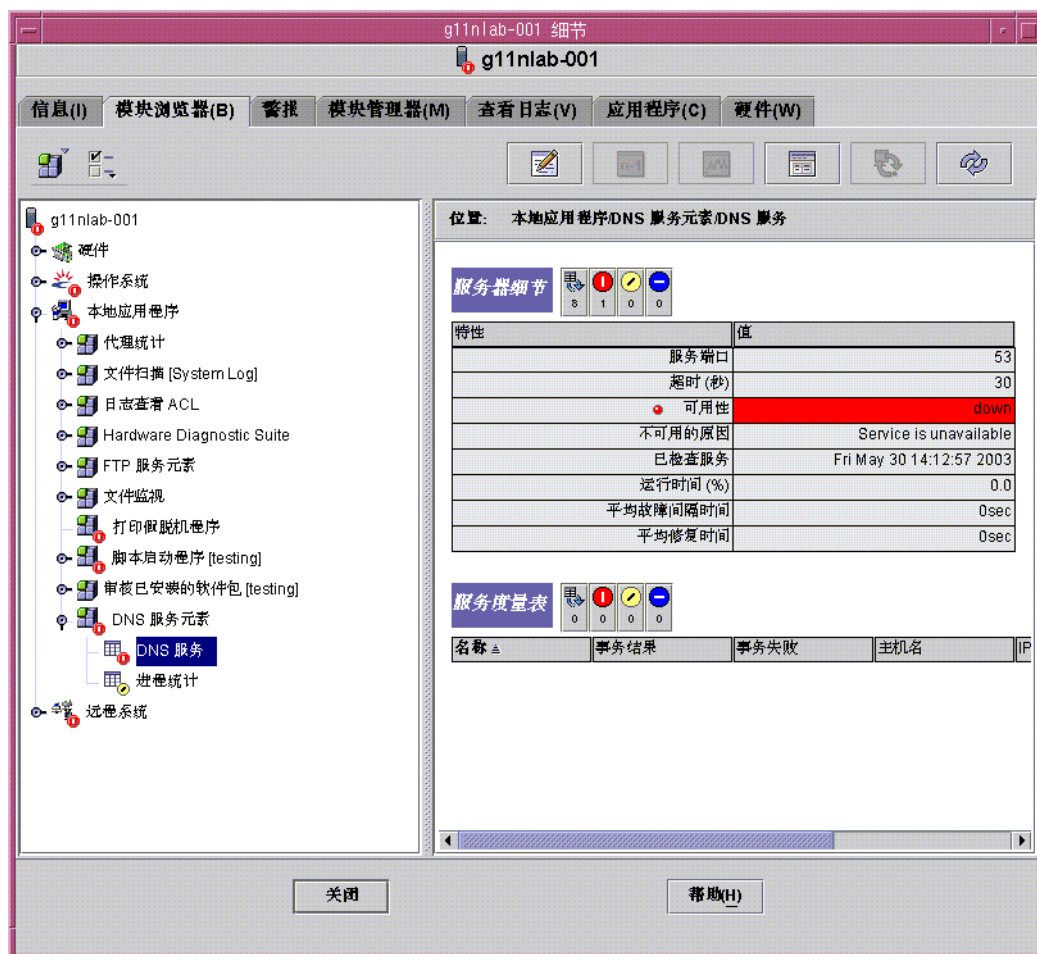 g11nlab-001 细节
g11nlab-001
信息(I) 模块浏览器(B) 警报 模块管理器(M) 查看日志(V) 应用程序(C) 硬件(W)
g11nlab-001
硬件
操作系统
本地应用程序
代理统计
文件扫描 [System Log]
日志查看 ACL
Hardware Diagnostic Suite
FTP 服务元素
文件监视
打印假脱机程序
脚本启动程序 [testing]
审核已安装的软件包 [testing]
DNS 服务元素
DNS 服务
进程统计
远程系统
位置: 本地应用程序/DNS 服务元素/DNS 服务
服务器细节 8 1 0 0
特性 值
服务端口 53
超时 (秒) 30
可用性 down
不可用的原因 Service is unavailable
已检查服务 Fri May 30 14:12:57 2003
运行时间 (%) 0.0
平均故障间隔时间 0sec
平均修复时间 0sec
服务度量表 0 0 0 0
名称 事务结果 事务失败 主机名 IP
关闭 帮助(H)